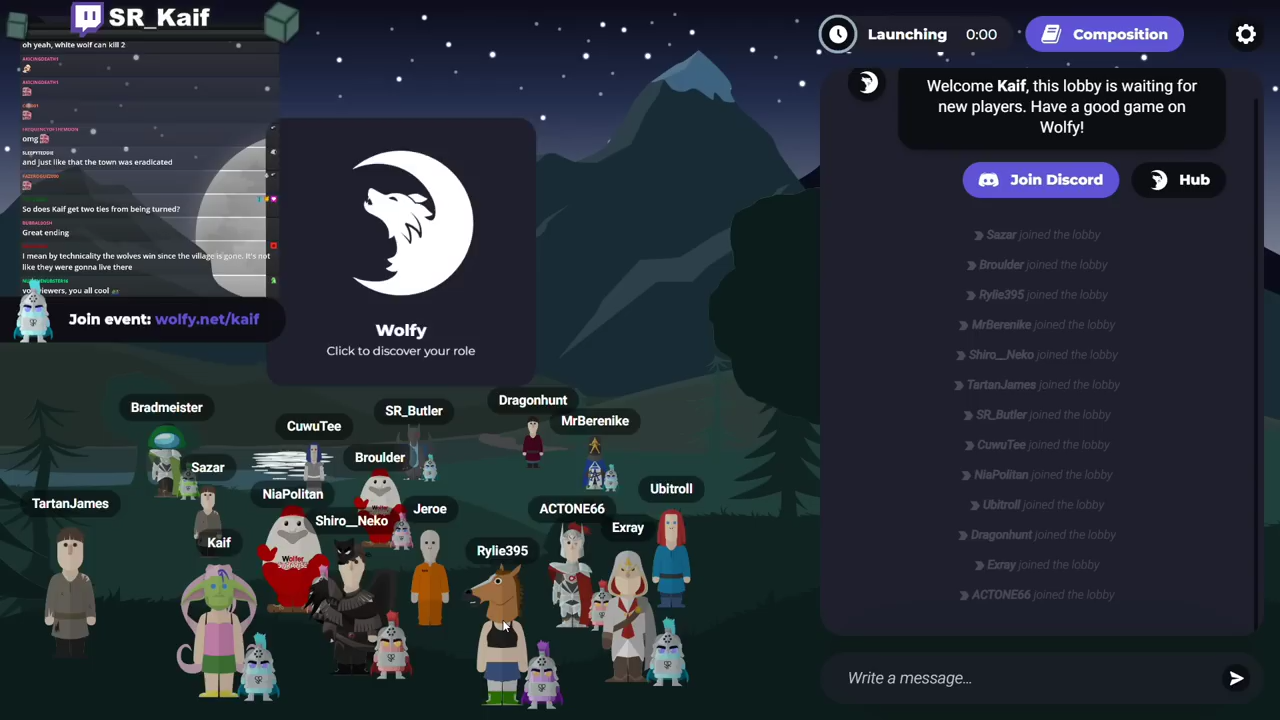 SR_Kaif
oh yeah, white wolf can kill 2
omg
and just like that the town was eradicated
So does Kaif get two ties from being turned?
Great ending
I mean by technicality the wolves win since the village is gone. It's not
like they were gonna live there
viewers, you all cool
Join event: wolfy.net/kaif
Wolfy
Click to discover your role
Bradmeister
CuwuTee
SR_Butler
Dragonhunt
MrBerenike
Sazar
Broulder
TartanJames
NiaPolitan
Shiro__Neko
Jeroe
ACTONE66
Ubitroll
Kaif
Rylie395
Exray
Launching 0:00
Composition
Welcome Kaif, this lobby is waiting for
new players. Have a good game on
Wolfy!
Join Discord
Hub
Sazar joined the lobby
Broulder joined the lobby
Rylie395 joined the lobby
MrBerenike joined the lobby
Shiro__Neko joined the lobby
TartanJames joined the lobby
SR_Butler joined the lobby
CuwuTee joined the lobby
NiaPolitan joined the lobby
Ubitroll joined the lobby
Dragonhunt joined the lobby
Exray joined the lobby
ACTONE66 joined the lobby
Write a message...